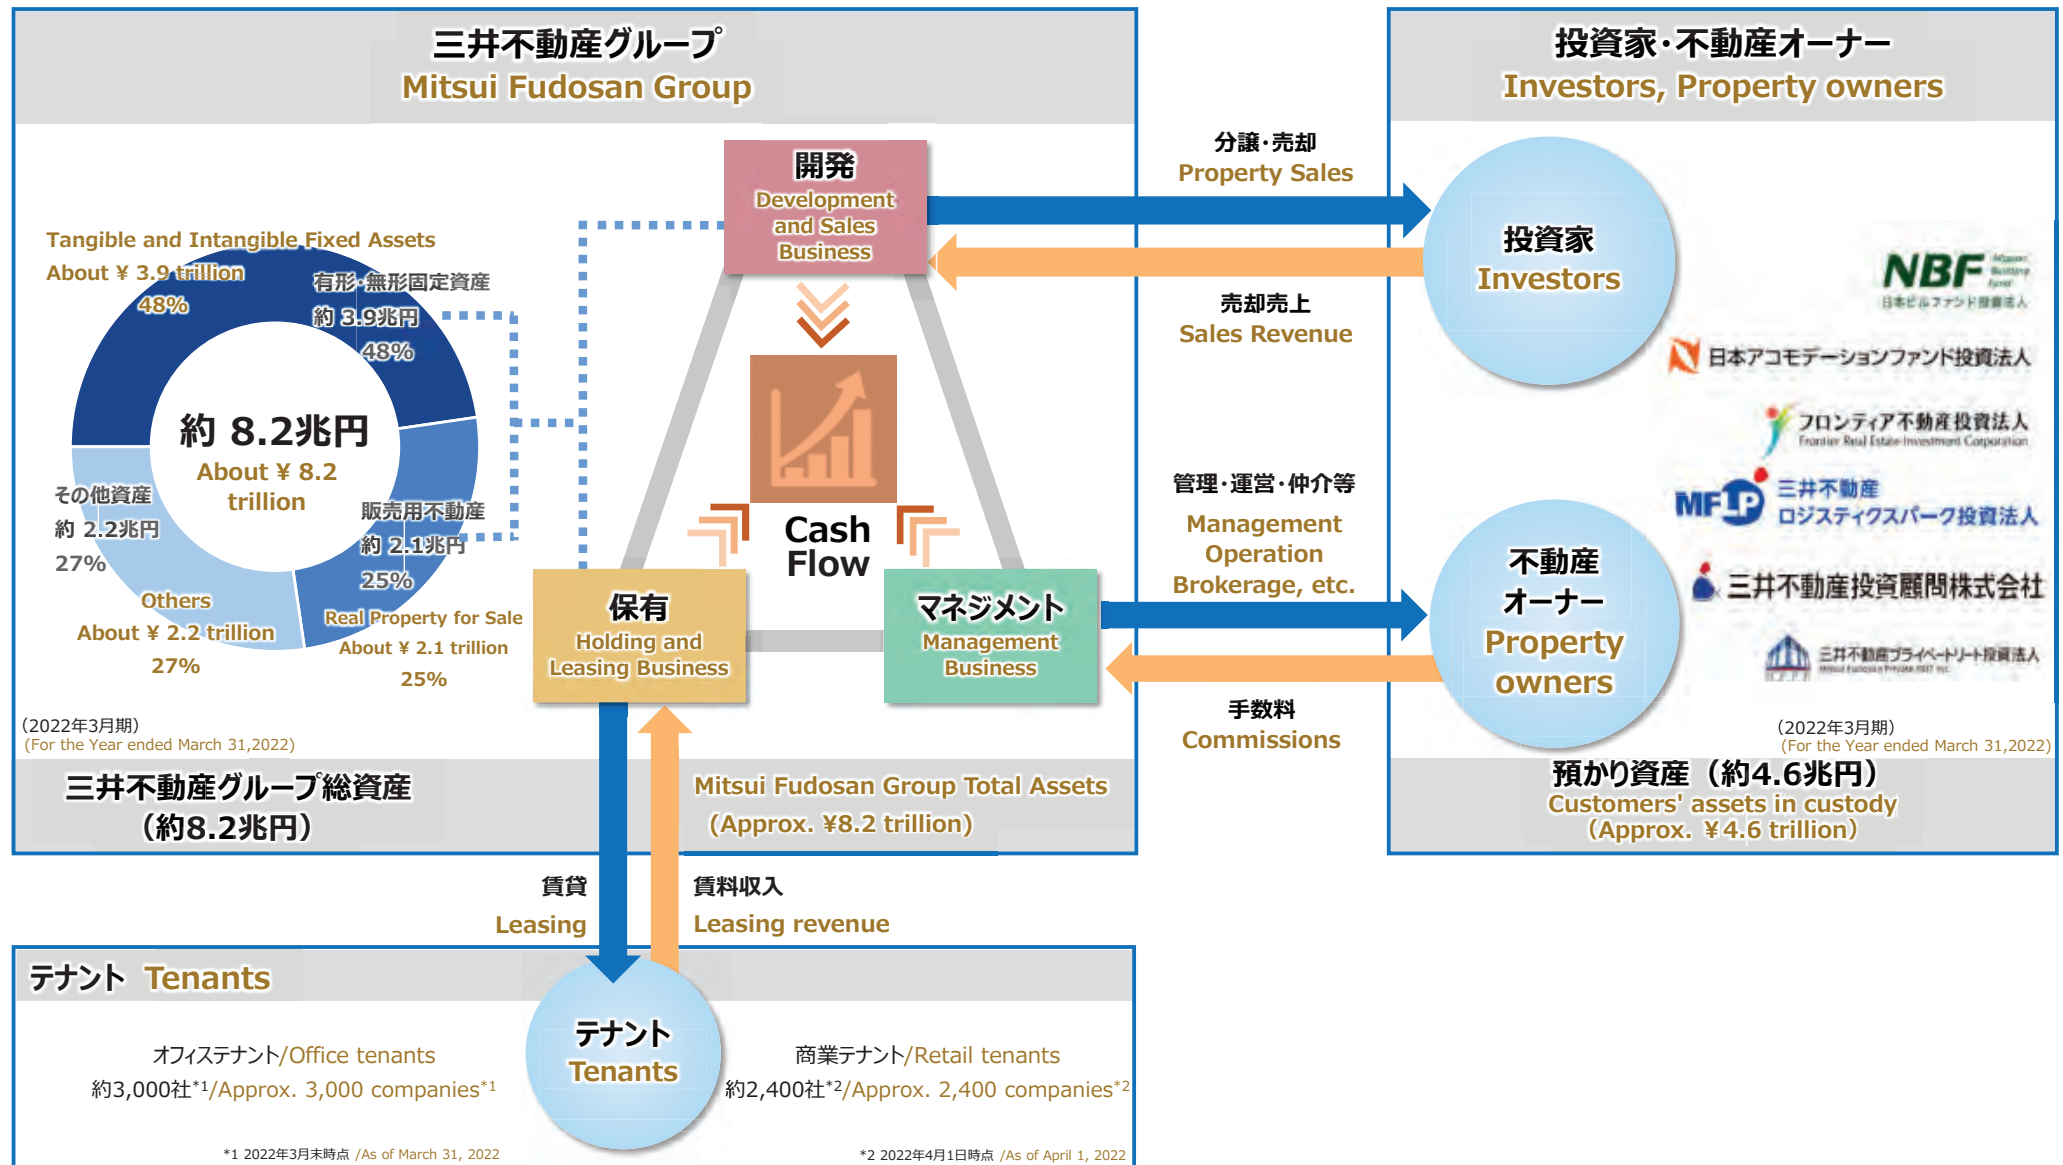 三井不動産グループ
Mitsui Fudosan Group
Tangible and Intangible Fixed Assets
About ¥ 3.9 trillion
48%
有形・無形固定資産
約 3.9兆円
48%
約 8.2兆円
About ¥ 8.2
trillion
その他資産
約 2.2兆円
27%
Others
About ¥ 2.2 trillion
27%
販売用不動産
約 2.1兆円
25%
Real Property for Sale
About ¥ 2.1 trillion
25%
(2022年3月期)
(For the Year ended March 31,2022)
開発
Development
and Sales
Business
Cash
Flow
保有
Holding and
Leasing Business
マネジメント
Management
Business
三井不動産グループ総資産
(約8.2兆円)
Mitsui Fudosan Group Total Assets
(Approx. ¥8.2 trillion)
分譲・売却
Property Sales
売却売上
Sales Revenue
管理・運営・仲介等
Management
Operation
Brokerage, etc.
手数料
Commissions
投資家・不動産オーナー
Investors, Property owners
投資家
Investors
不動産
オーナー
Property
owners
NBF Nippon Building Fund
日本ビルファンド投資法人
日本アコモデーションファンド投資法人
フロンティア不動産投資法人
Frontier Real Estate Investment Corporation
MFLP 三井不動産
ロジスティクスパーク投資法人
三井不動産投資顧問株式会社
三井不動産プライベートリート投資法人
Mitsui Fudosan Private REIT Inc.
(2022年3月期)
(For the Year ended March 31,2022)
預かり資産(約4.6兆円)
Customers' assets in custody
(Approx. ¥4.6 trillion)
賃貸
Leasing
賃料収入
Leasing revenue
テナント Tenants
テナント
Tenants
オフィステナント/Office tenants
約3,000社*1/Approx. 3,000 companies*1
*1 2022年3月末時点 /As of March 31, 2022
商業テナント/Retail tenants
約2,400社*2/Approx. 2,400 companies*2
*2 2022年4月1日時点 /As of April 1, 2022